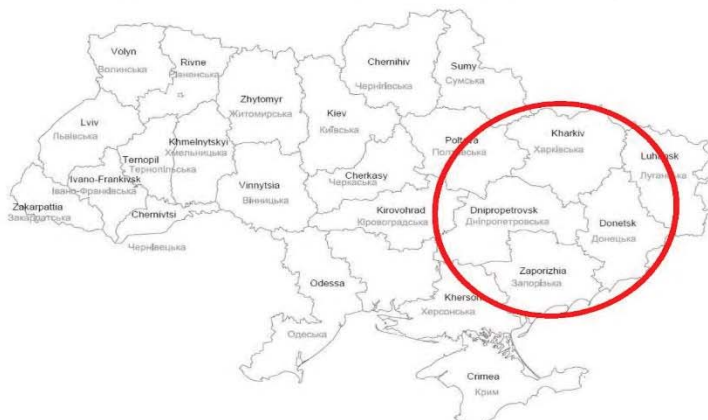 Volyn
Волинська
Rivne
Рівненська
Chernihiv
Чернігівська
Sumy
Сумська
Zhytomyr
Житомирська
Kiev
Київська
Lviv
Львівська
Khmelnytskyi
Хмельницька
Ternopil
Тернопільська
Poltava
Полтавська
Kharkiv
Харківська
Luhansk
Луганська
Cherkasy
Черкаська
Ivano-Frankivsk
Івано-Франківська
Vinnytsia
Вінницька
Zakarpattia
Закарпатська
Chernivtsi
Чернівецька
Kirovohrad
Кіровоградська
Dnipropetrovsk
Дніпропетровська
Donetsk
Донецька
Zaporizhia
Запорізька
Odessa
Одеська
Kherson
Херсонська
Crimea
Крим